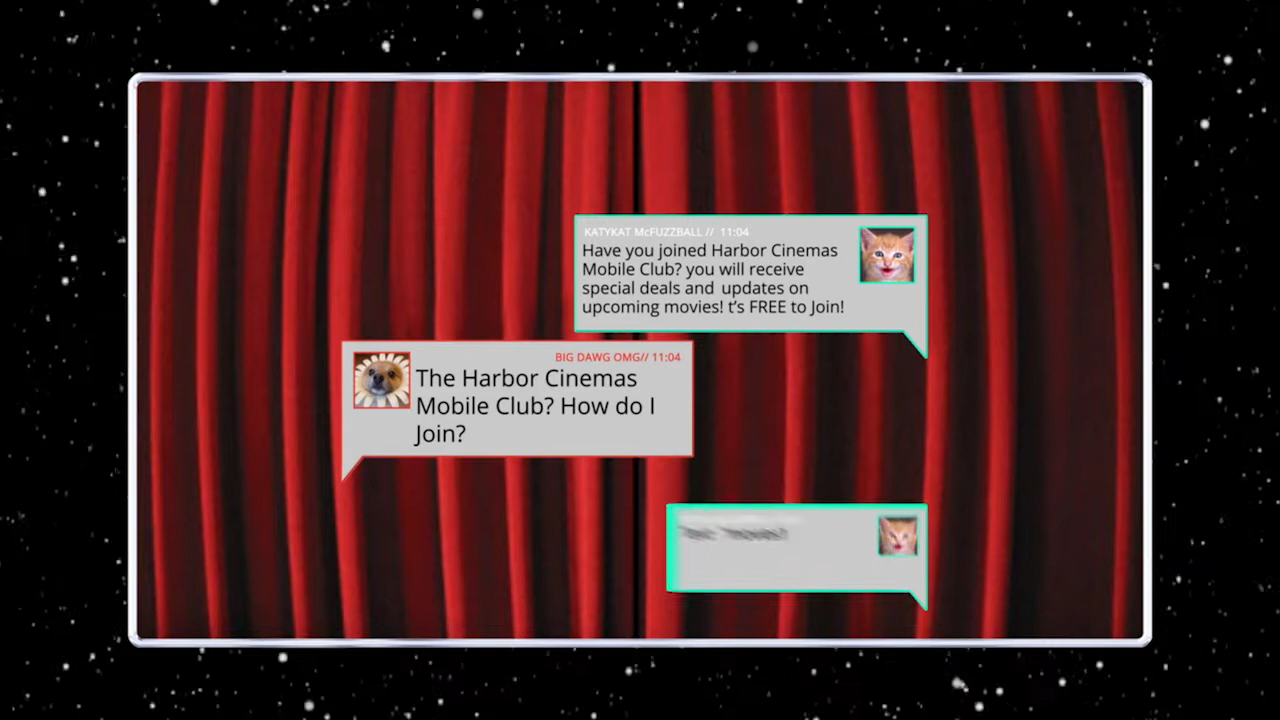 KATYKAT McFUZZBALL // 11:04
Have you joined Harbor Cinemas
Mobile Club? you will receive
special deals and updates on
upcoming movies! t’s FREE to Join!
BIG DAWG OMG// 11:04
The Harbor Cinemas
Mobile Club? How do I
Join?